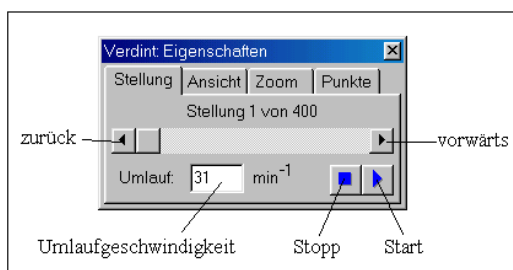 Verdint: Eigenschaften
Stellung Ansicht Zoom Punkte
Stellung 1 von 400
zurück vorwärts
Umlauf: 31 min-1
Umlaufgeschwindigkeit Stopp Start